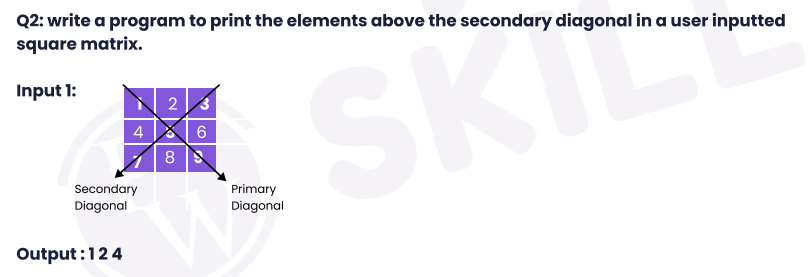 Q2: write a program to print the elements above the secondary diagonal in a user inputted
square matrix.
Input 1:
1 2 3
4 5 6
7 8 9
Secondary
Diagonal
Primary
Diagonal
Output : 1 2 4
SKILL
W